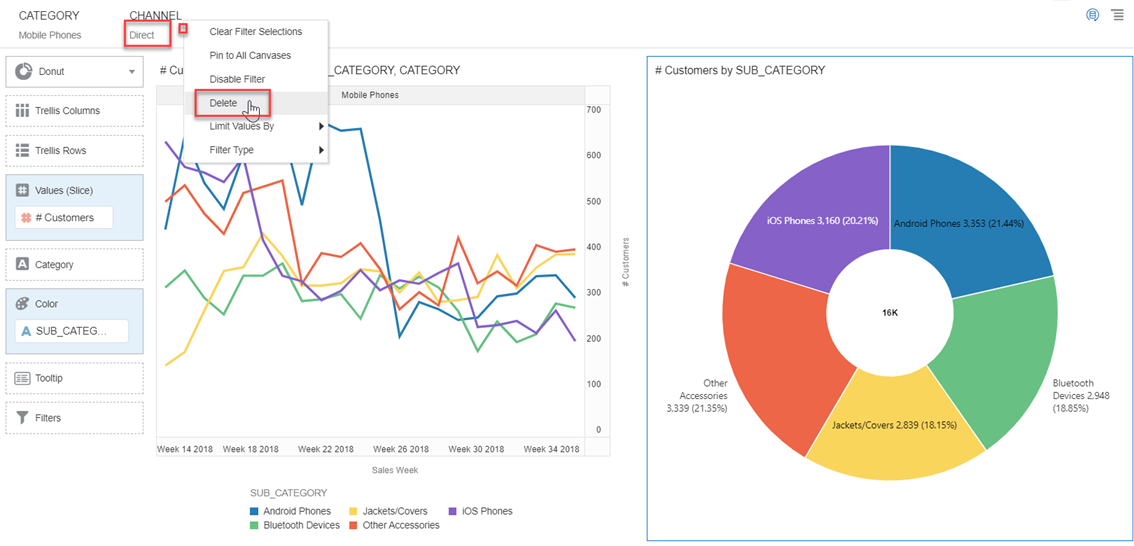 CATEGORY
Mobile Phones
CHANNEL
Direct
Clear Filter Selections
Pin to All Canvases
Disable Filter
Delete
Limit Values By
Filter Type
Donut
Trellis Columns
Trellis Rows
Values (Slice)
# Customers
Category
Color
A SUB_CATEG...
Tooltip
Filters
# Cu
_CATEGORY, CATEGORY
Mobile Phones
700
600
500
400
300
200
100
0
# Customers
Week 14 2018 Week 18 2018 Week 22 2018 Week 26 2018 Week 30 2018 Week 34 2018
Sales Week
SUB_CATEGORY
Android Phones Jackets/Covers iOS Phones
Bluetooth Devices Other Accessories
# Customers by SUB_CATEGORY
iOS Phones 3,160 (20.21%)
Android Phones 3,353 (21.44%)
16K
Other
Accessories
3,339 (21.35%)
Bluetooth
Devices 2,948
(18.85%)
Jackets/Covers 2,839 (18.15%)